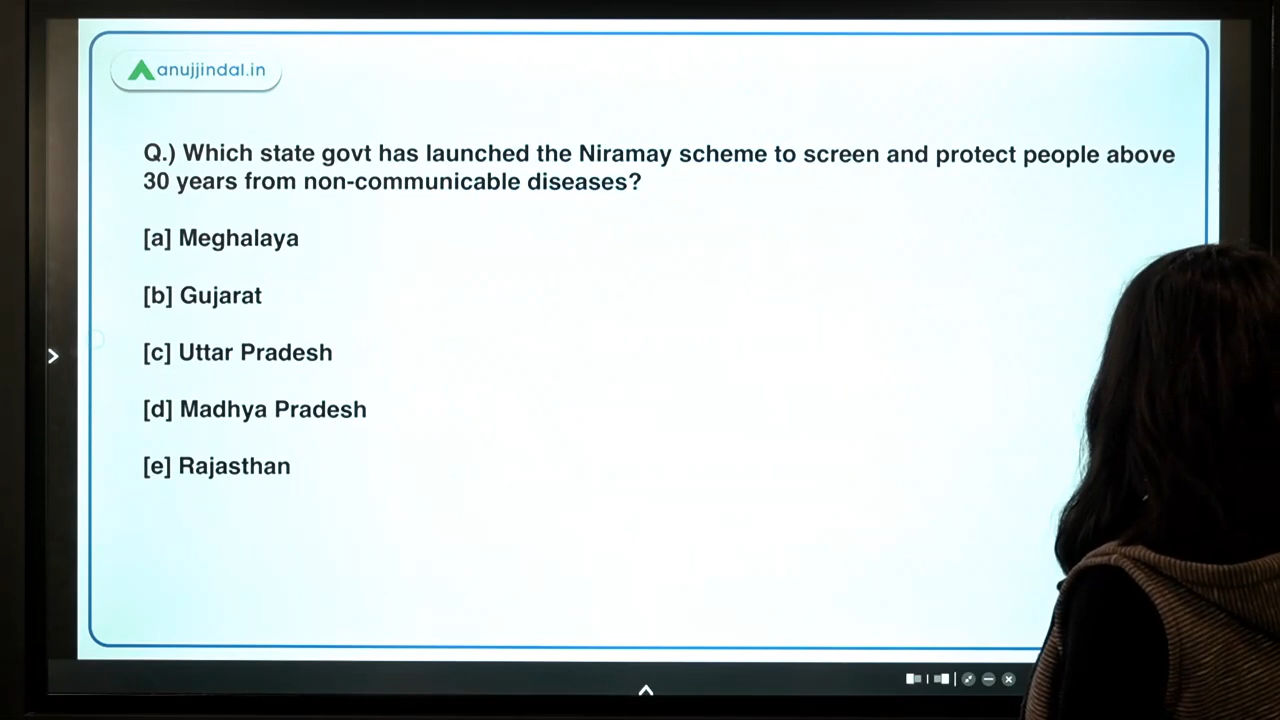 anujjindal.in
Q.) Which state govt has launched the Niramay scheme to screen and protect people above
30 years from non-communicable diseases?
[a] Meghalaya
[b] Gujarat
[c] Uttar Pradesh
[d] Madhya Pradesh
[e] Rajasthan